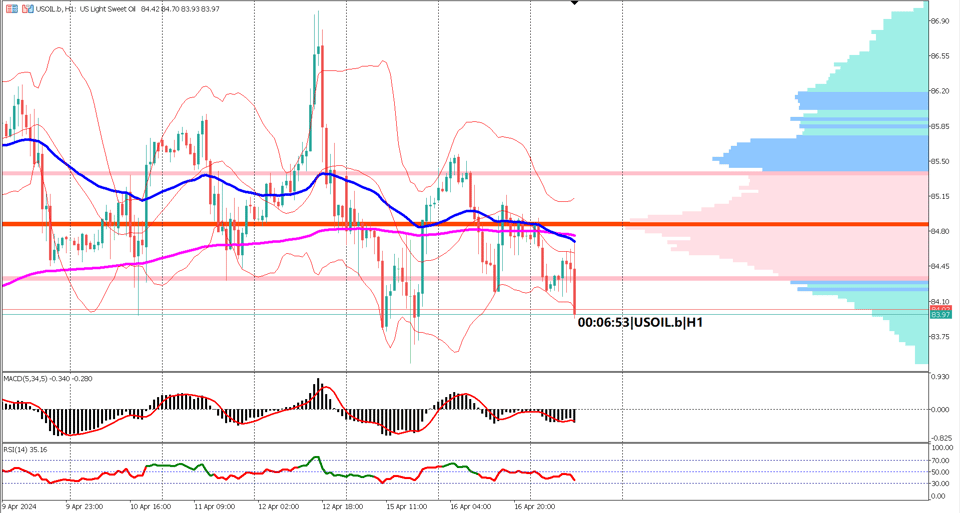 USOIL.b, H1: US Light Sweet Oil 84.42 84.70 83.93 83.97
86.90
86.55
86.20
85.85
85.50
85.15
84.80
84.45
84.10
83.97
83.75
00:06:53|USOIL.b|H1
MACD(5,34,5) -0.340 -0.280
0.930
0.000
-0.825
RSI(14) 35.16
100.00
70.00
50.00
30.00
0.00
9 Apr 2024
9 Apr 23:00
10 Apr 16:00
11 Apr 09:00
12 Apr 02:00
12 Apr 18:00
15 Apr 11:00
16 Apr 04:00
16 Apr 20:00